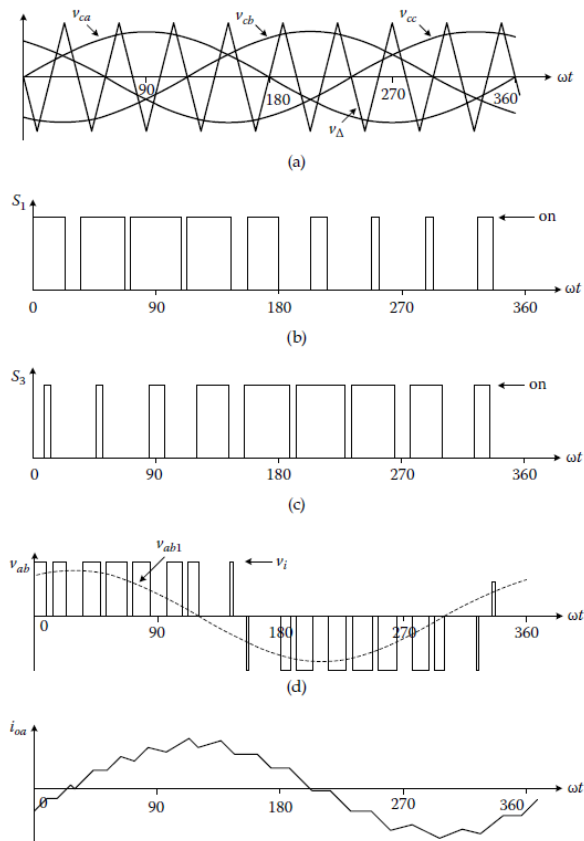 v_ca v_cb v_cc
ωt
90 180 270 360
v_Δ
(a)
S_1
on
0 90 180 270 360 ωt
(b)
S_3
on
0 90 180 270 360 ωt
(c)
v_ab v_ab1 v_i
ωt
0 90 180 270 360
(d)
i_oa
0 90 180 270 360 ωt